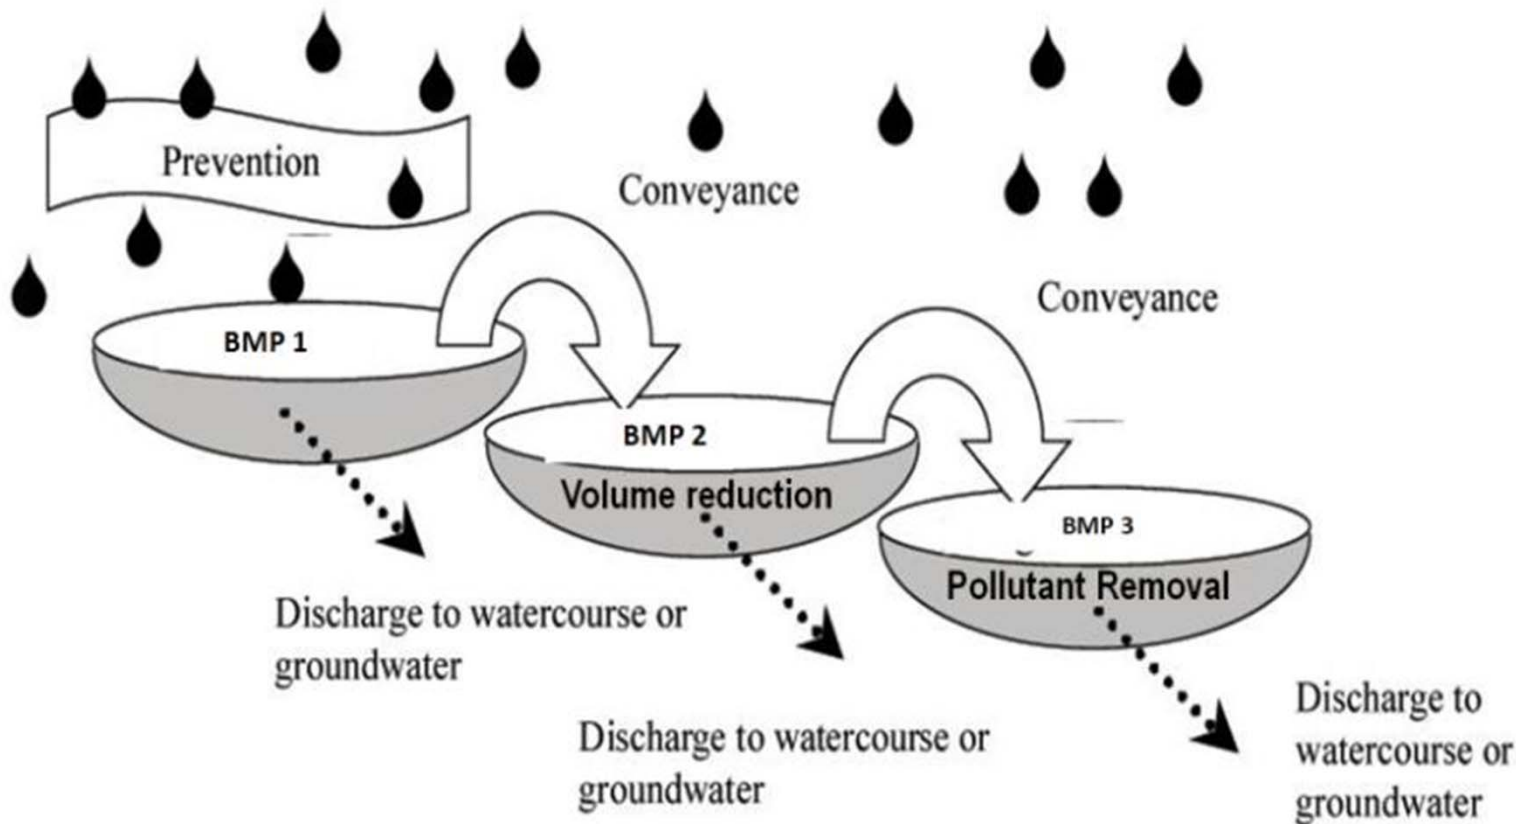 Prevention
Conveyance
Conveyance
BMP 1
BMP 2
Volume reduction
BMP 3
Pollutant Removal
Discharge to watercourse or
groundwater
Discharge to watercourse or
groundwater
Discharge to
watercourse or
groundwater